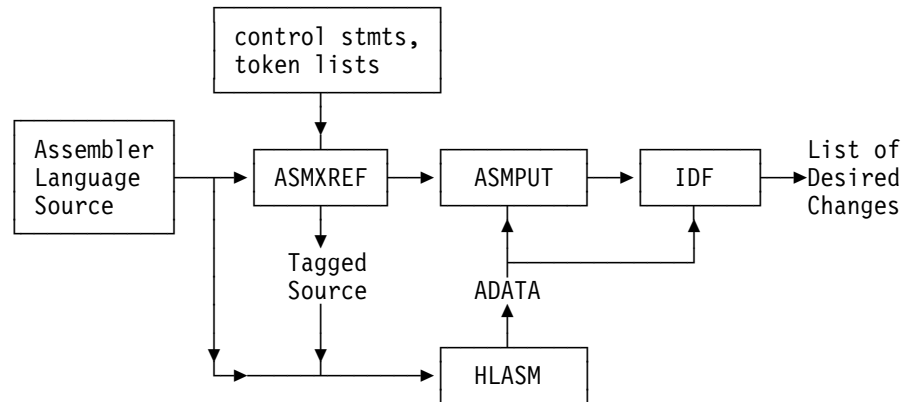 control stmts,
token lists
Assembler
Language
Source
ASMXREF
ASMPUT
IDF
List of
Desired
Changes
Tagged
Source
ADATA
HLASM